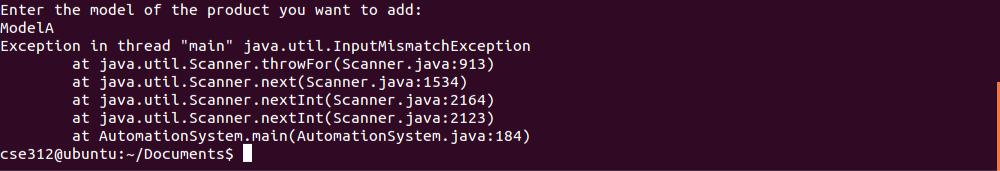 Enter the model of the product you want to add:
ModelA
Exception in thread "main" java.util.InputMismatchException
        at java.util.Scanner.throwFor(Scanner.java:913)
        at java.util.Scanner.next(Scanner.java:1534)
        at java.util.Scanner.nextInt(Scanner.java:2164)
        at java.util.Scanner.nextInt(Scanner.java:2123)
        at AutomationSystem.main(AutomationSystem.java:184)
cse312@ubuntu:~/Documents$